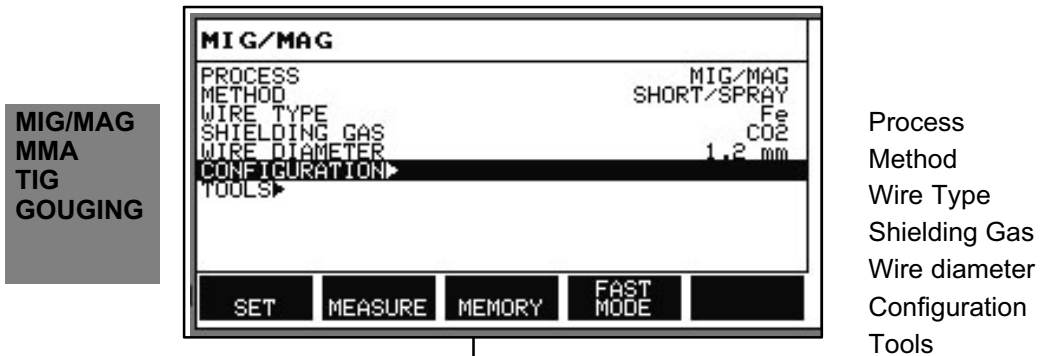 MIG/MAG
MMA
TIG
GOUGING
MIG/MAG
PROCESS MIG/MAG
METHOD SHORT/SPRAY
WIRE TYPE Fe
SHIELDING GAS CO2
WIRE DIAMETER 1.2 mm
CONFIGURATION▶
TOOLS▶
SET MEASURE MEMORY FAST MODE
Process
Method
Wire Type
Shielding Gas
Wire diameter
Configuration
Tools